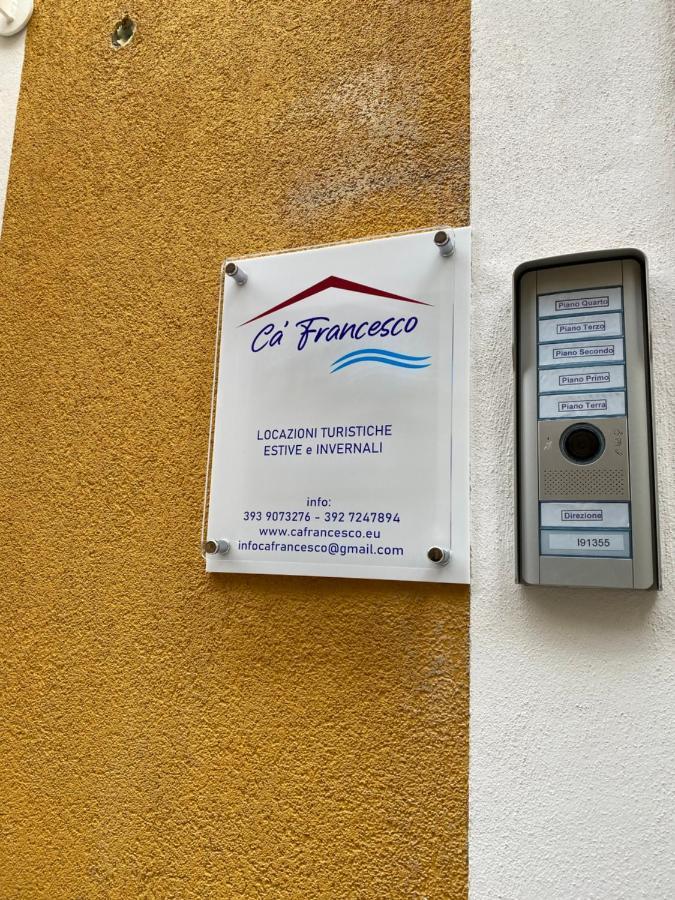 Ca' Francesco
LOCAZIONI TURISTICHE
ESTIVE e INVERNALI
info:
393 9073276 - 392 7247894
www.cafrancesco.eu
infocafrancesco@gmail.com
Piano Quarto
Piano Terzo
Piano Secondo
Piano Primo
Piano Terra
Direzione
I91355